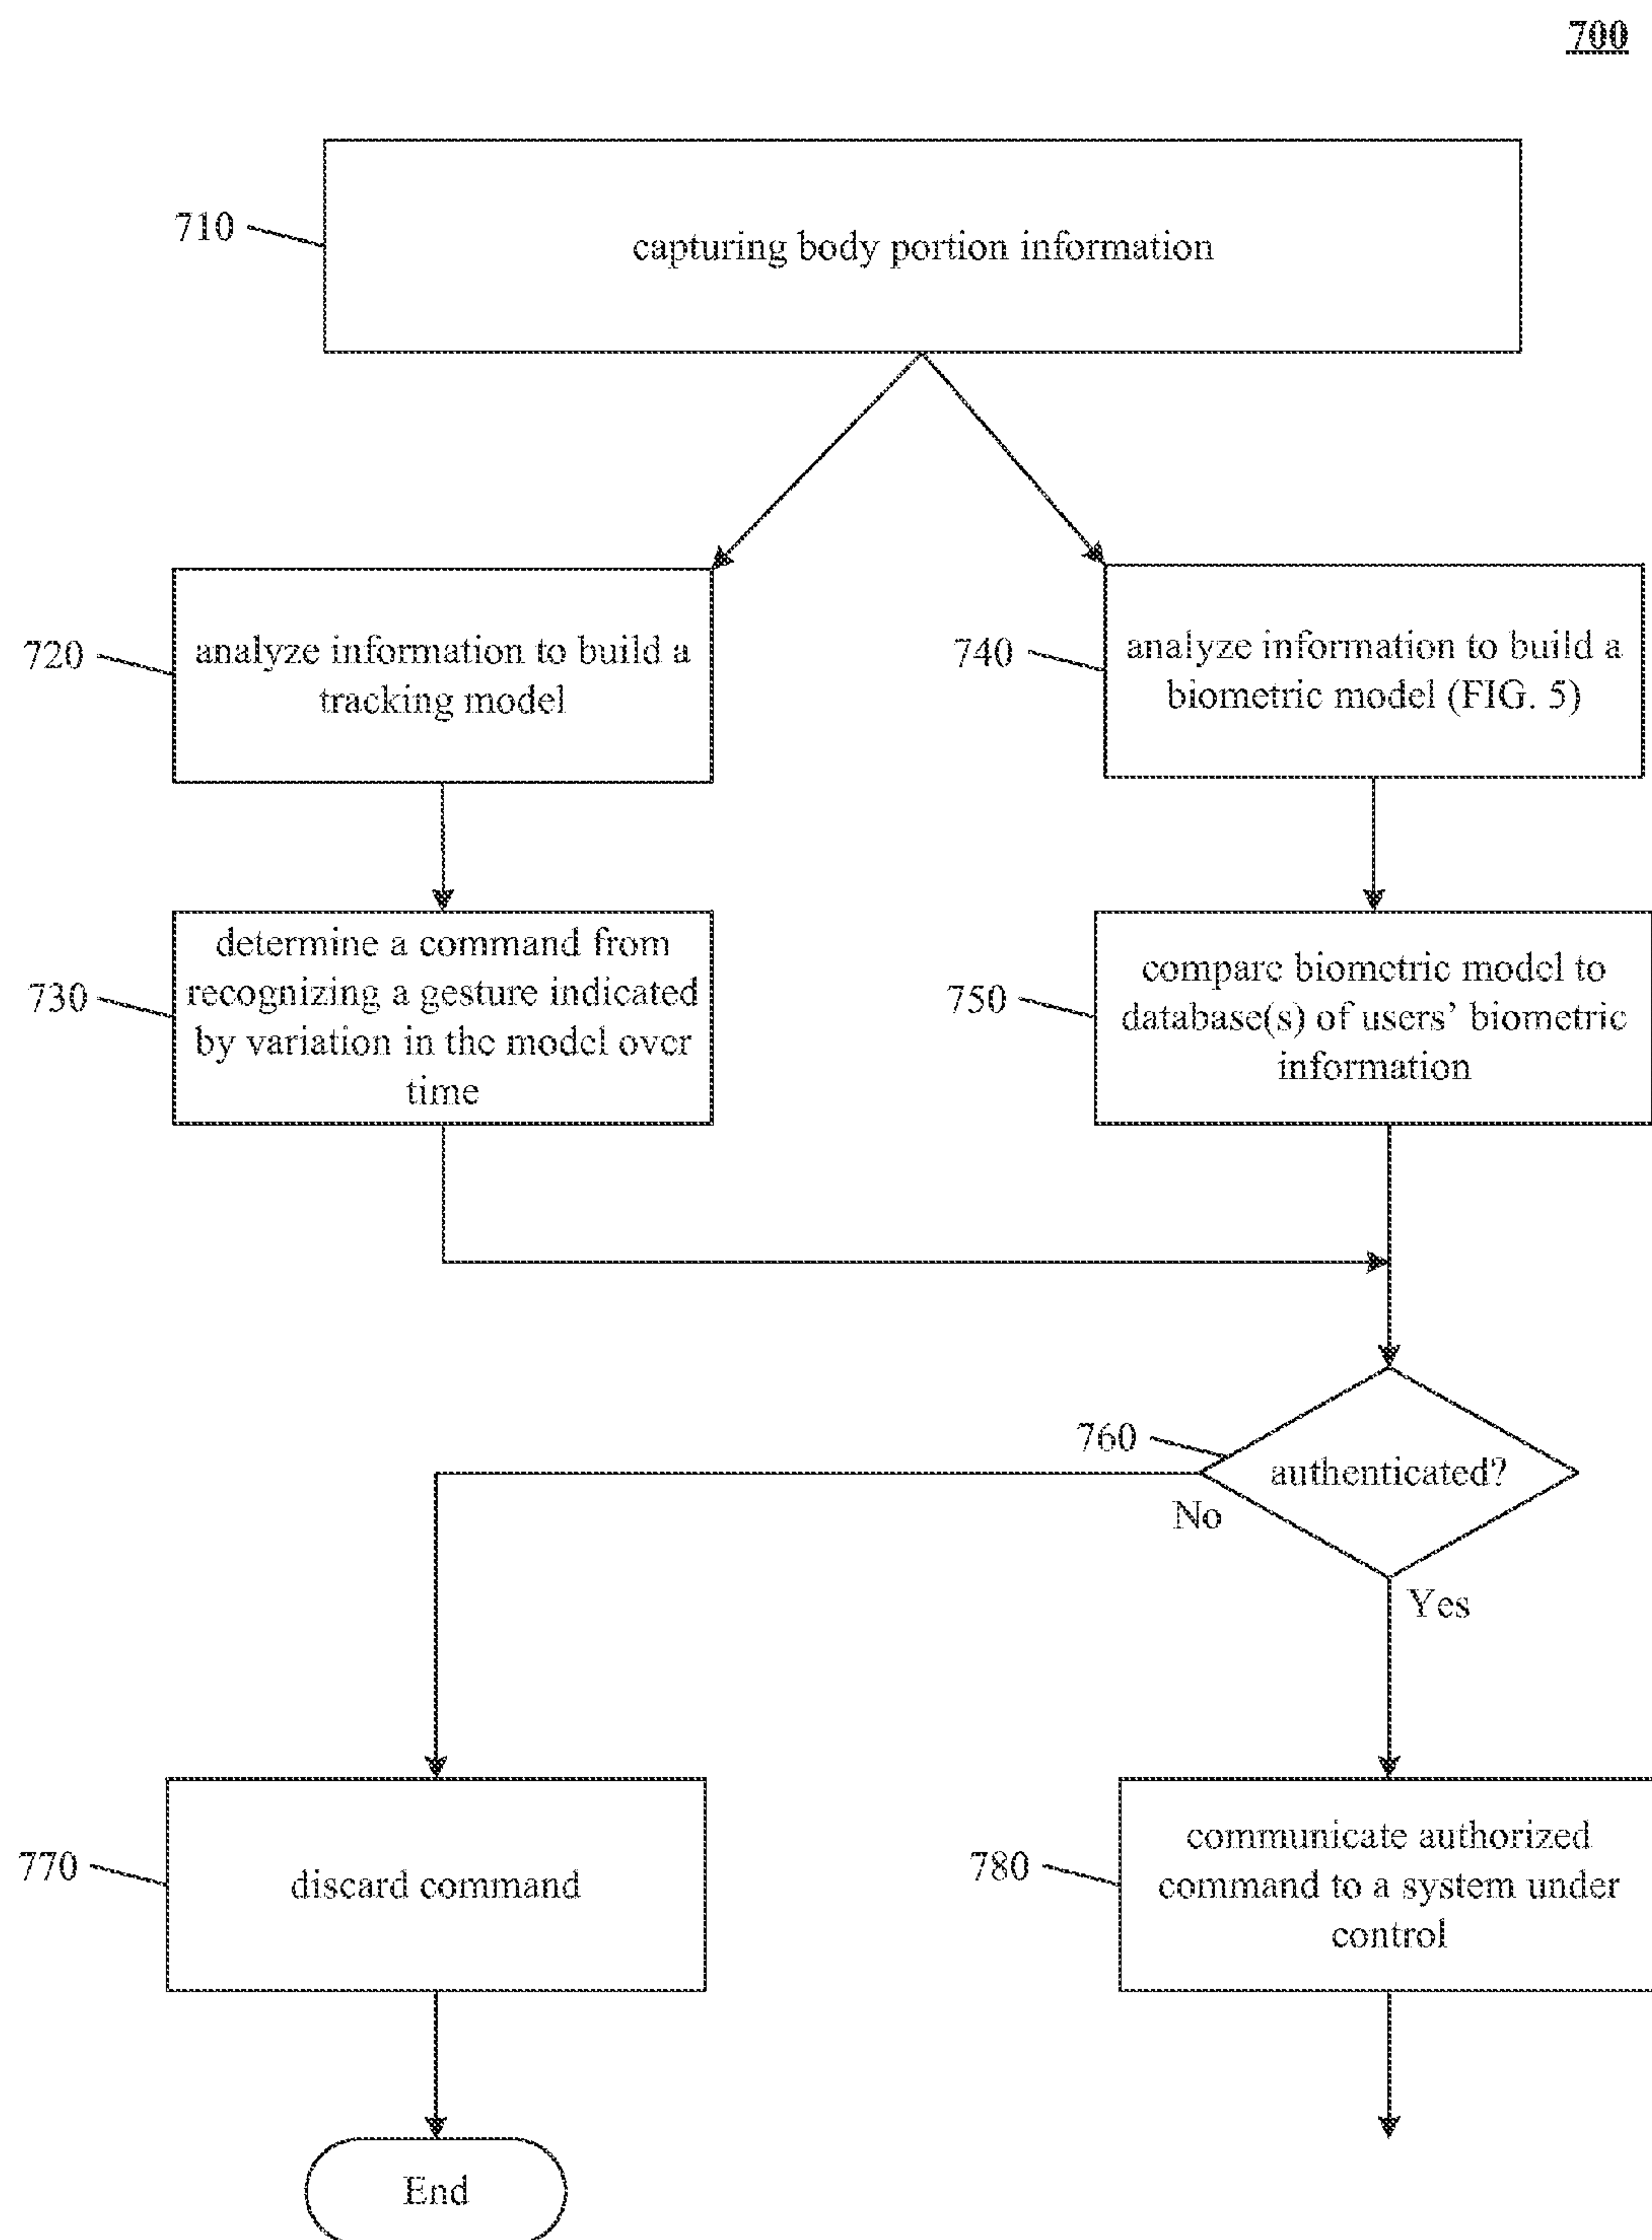 700
710
capturing body portion information
720
analyze information to build a
tracking model
740
analyze information to build a
biometric model (FIG. 5)
730
determine a command from
recognizing a gesture indicated
by variation in the model over
time
750
compare biometric model to
database(s) of users’ biometric
information
760
authenticated?
No
Yes
770
discard command
780
communicate authorized
command to a system under
control
End